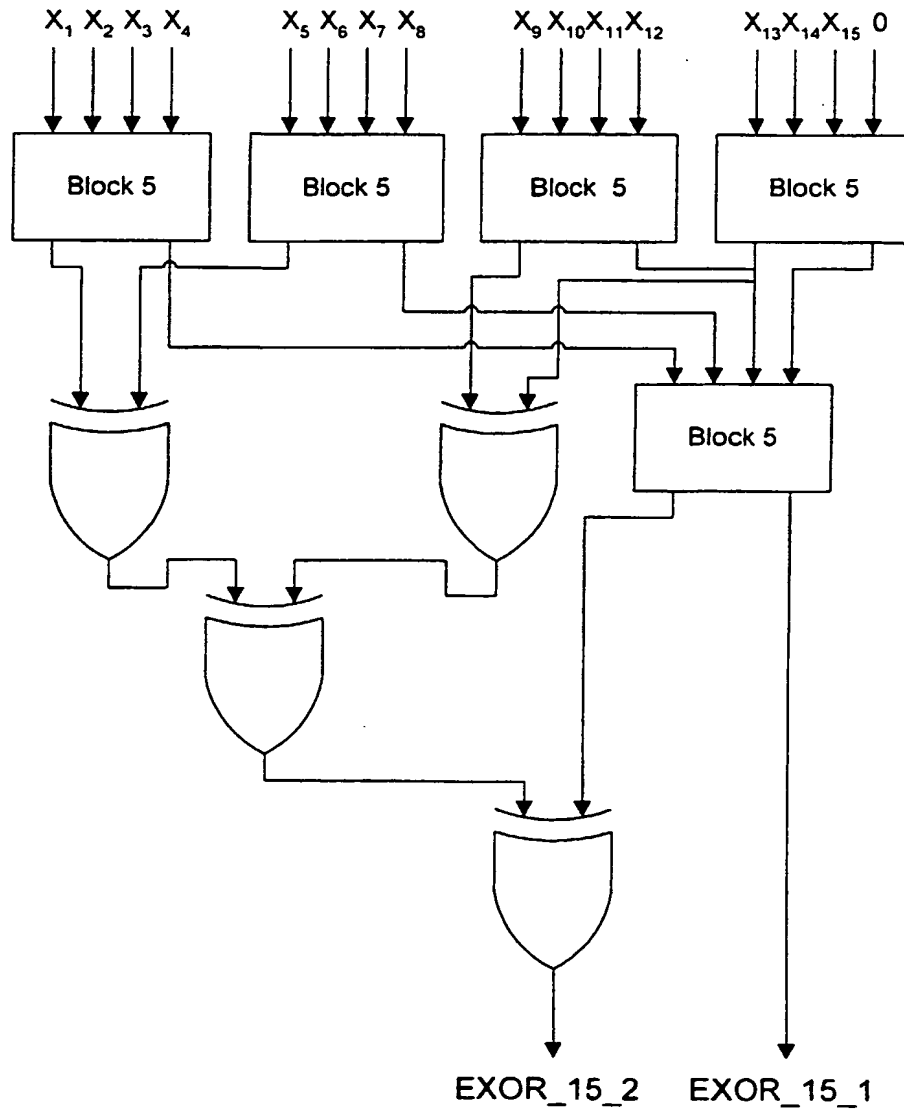 X₁ X₂ X₃ X₄ X₅ X₆ X₇ X₈ X₉ X₁₀ X₁₁ X₁₂ X₁₃ X₁₄ X₁₅ 0
Block 5 Block 5 Block 5 Block 5
Block 5
EXOR_15_2 EXOR_15_1